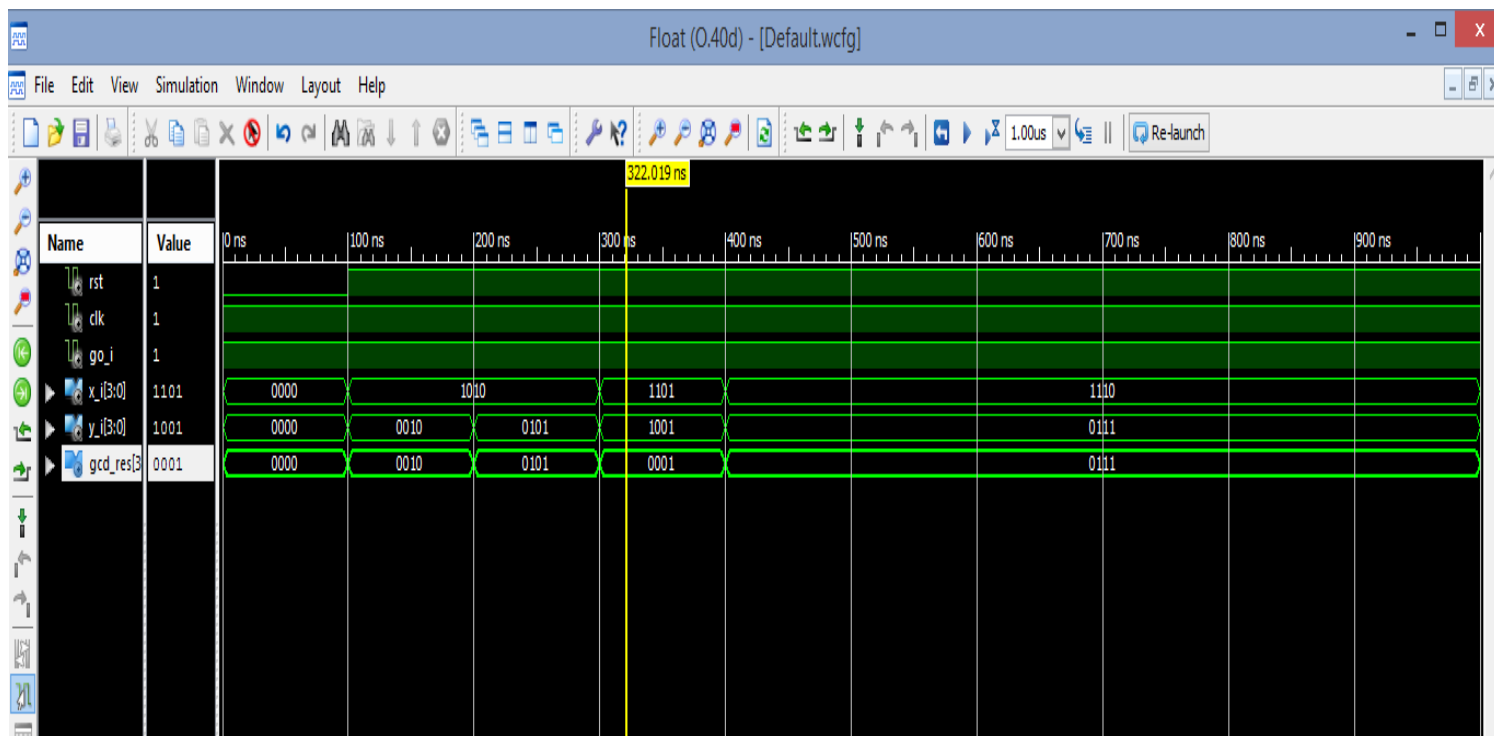 Float (O.40d) - [Default.wcfg]
File Edit View Simulation Window Layout Help
1.00us Re-launch
322.019 ns
Name Value 0 ns 100 ns 200 ns 300 ns 400 ns 500 ns 600 ns 700 ns 800 ns 900 ns
rst 1
clk 1
go_i 1
x_i[3:0] 1101 0000 1010 1101 1110
y_i[3:0] 1001 0000 0010 0101 1001 0111
gcd_res[3 0001 0000 0010 0101 0001 0111